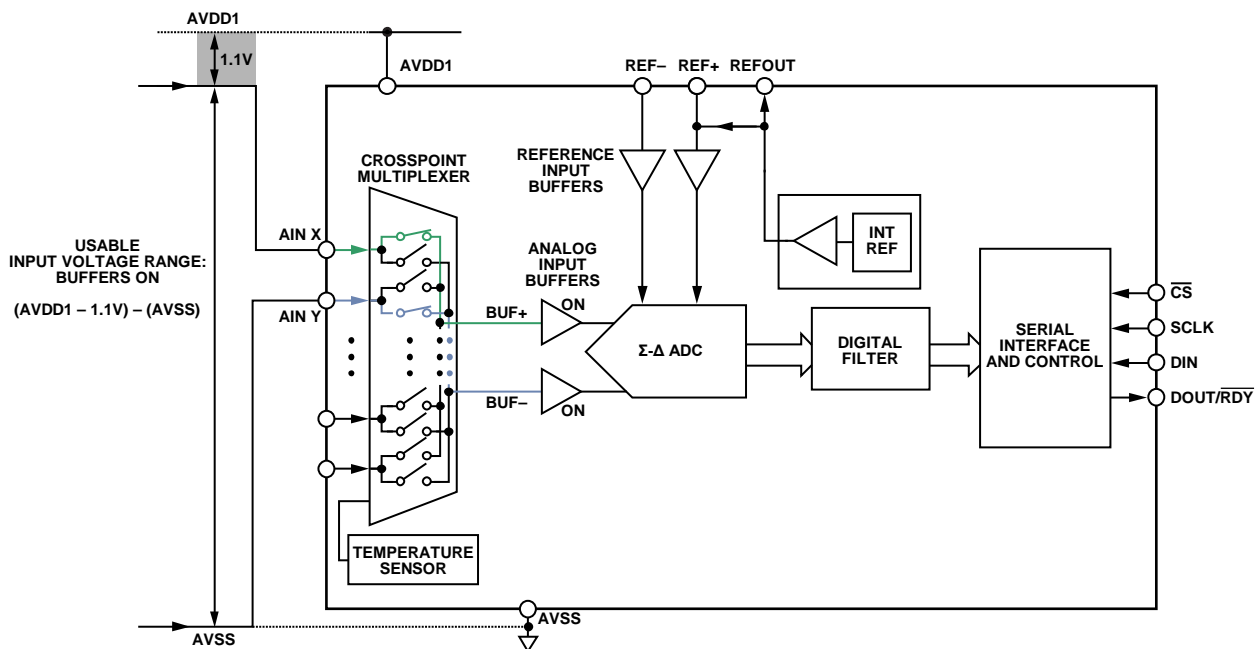 AVDD1
1.1V
AVDD1
REF–
REF+
REFOUT
CROSSPOINT
MULTIPLEXER
REFERENCE
INPUT
BUFFERS
INT
REF
USABLE
INPUT VOLTAGE RANGE:
BUFFERS ON
(AVDD1 – 1.1V) – (AVSS)
AIN X
AIN Y
ANALOG
INPUT
BUFFERS
BUF+
ON
BUF–
ON
Σ-Δ ADC
DIGITAL
FILTER
SERIAL
INTERFACE
AND CONTROL
C̅S̅
SCLK
DIN
DOUT/R̅D̅Y̅
TEMPERATURE
SENSOR
AVSS
AVSS